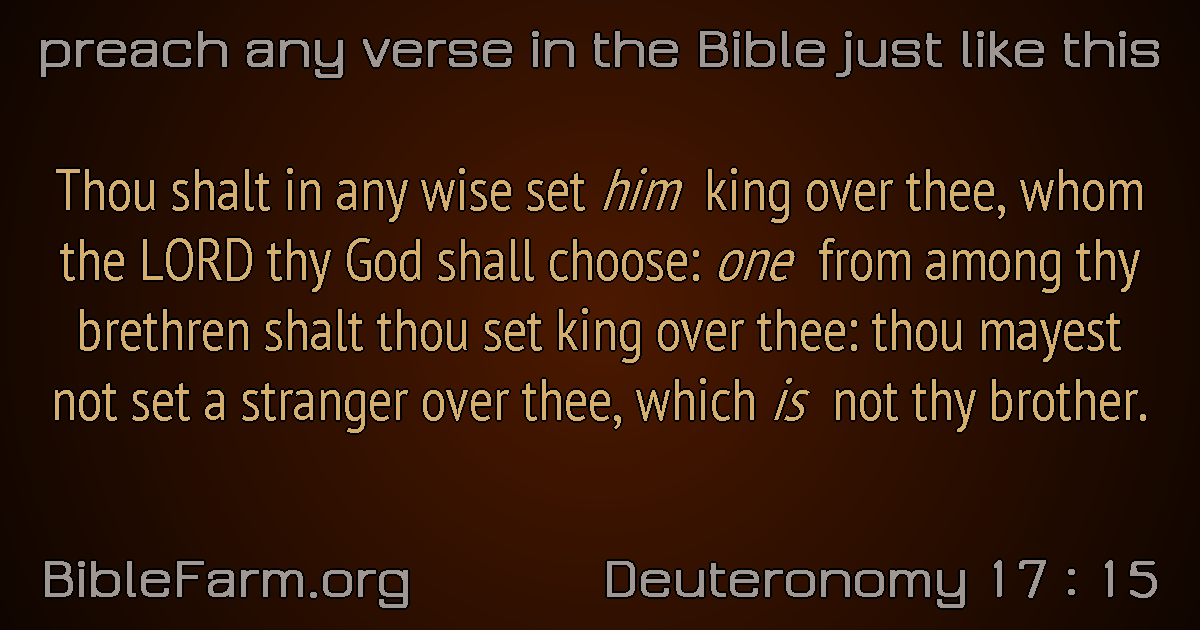 preach any verse in the Bible just like this
Thou shalt in any wise set him king over thee, whom
the LORD thy God shall choose: one from among thy
brethren shalt thou set king over thee: thou mayest
not set a stranger over thee, which is not thy brother.
BibleFarm.org
Deuteronomy 17 : 15